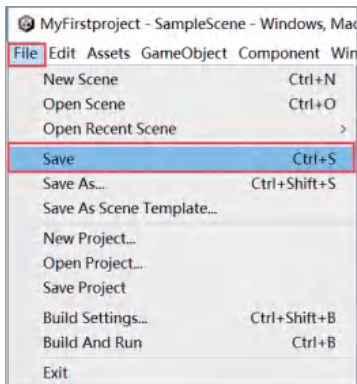 MyFirstproject - SampleScene - Windows, Mac
File Edit Assets GameObject Component Win
New Scene Ctrl+N
Open Scene Ctrl+O
Open Recent Scene >
Save Ctrl+S
Save As... Ctrl+Shift+S
Save As Scene Template...
New Project...
Open Project...
Save Project
Build Settings... Ctrl+Shift+B
Build And Run Ctrl+B
Exit